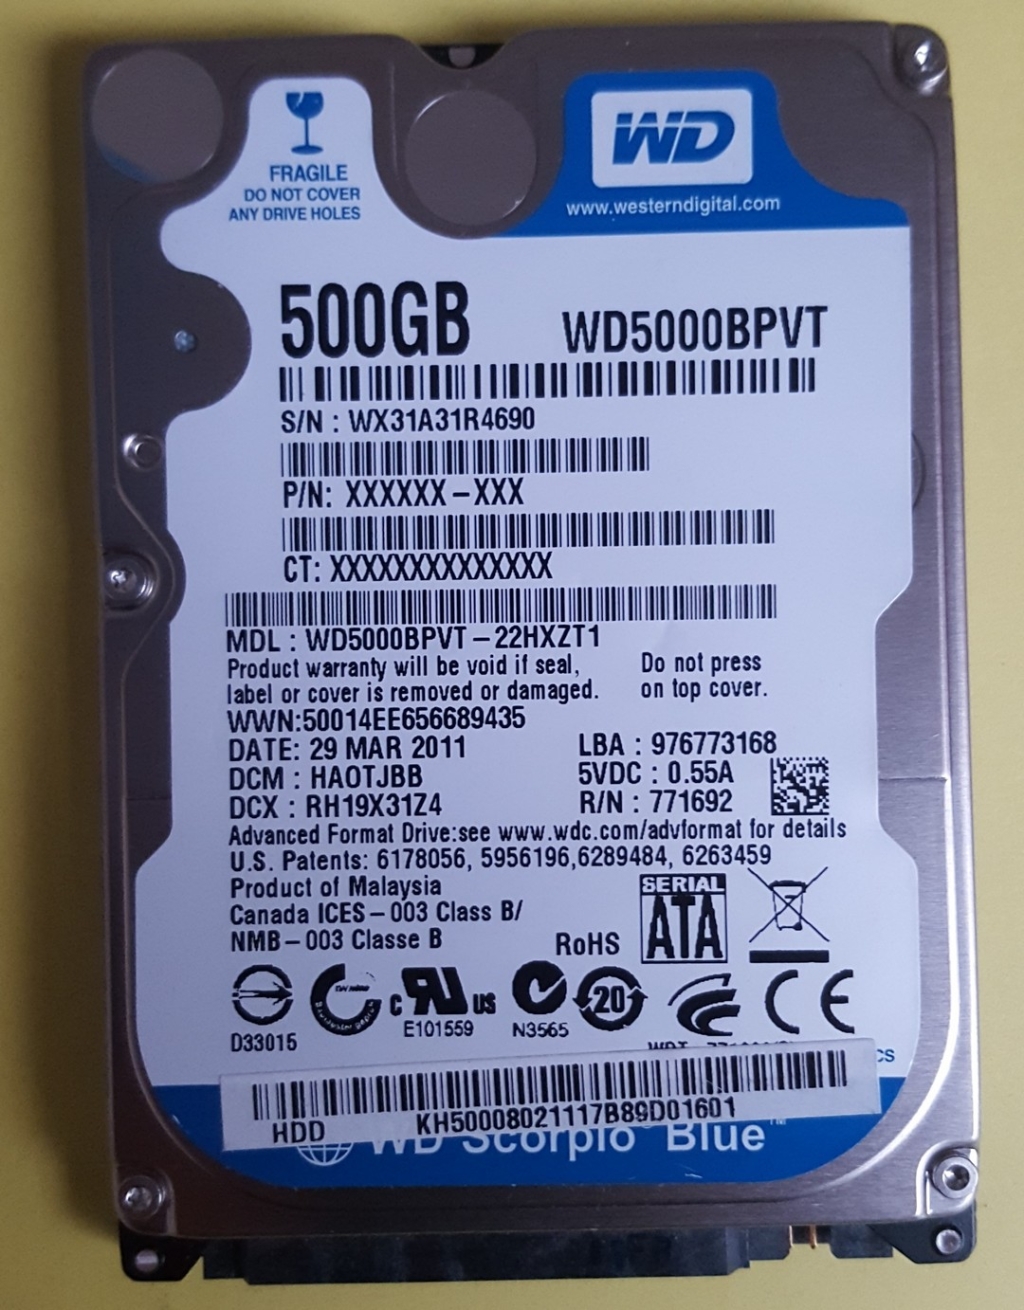 FRAGILE
DO NOT COVER
ANY DRIVE HOLES
WD
www.westerndigital.com
500GB WD5000BPVT
S/N : WX31A31R4690
P/N: XXXXXX-XXX
CT: XXXXXXXXXXXXXX
MDL : WD5000BPVT-22HXZT1
Product warranty will be void if seal,
label or cover is removed or damaged.
Do not press
on top cover.
WWN:50014EE656689435
DATE: 29 MAR 2011
DCM : HAOTJBB
DCX : RH19X31Z4
LBA : 976773168
5VDC : 0.55A
R/N : 771692
Advanced Format Drive:see www.wdc.com/advformat for details
U.S. Patents: 6178056, 5956196,6289484, 6263459
Product of Malaysia
Canada ICES-003 Class B/
NMB-003 Classe B
RoHS
SERIAL
ATA
D33015
C US
E101559
N3565
20
CE
HDD KH50008021117B89D01601
WD Scorpio Blue™